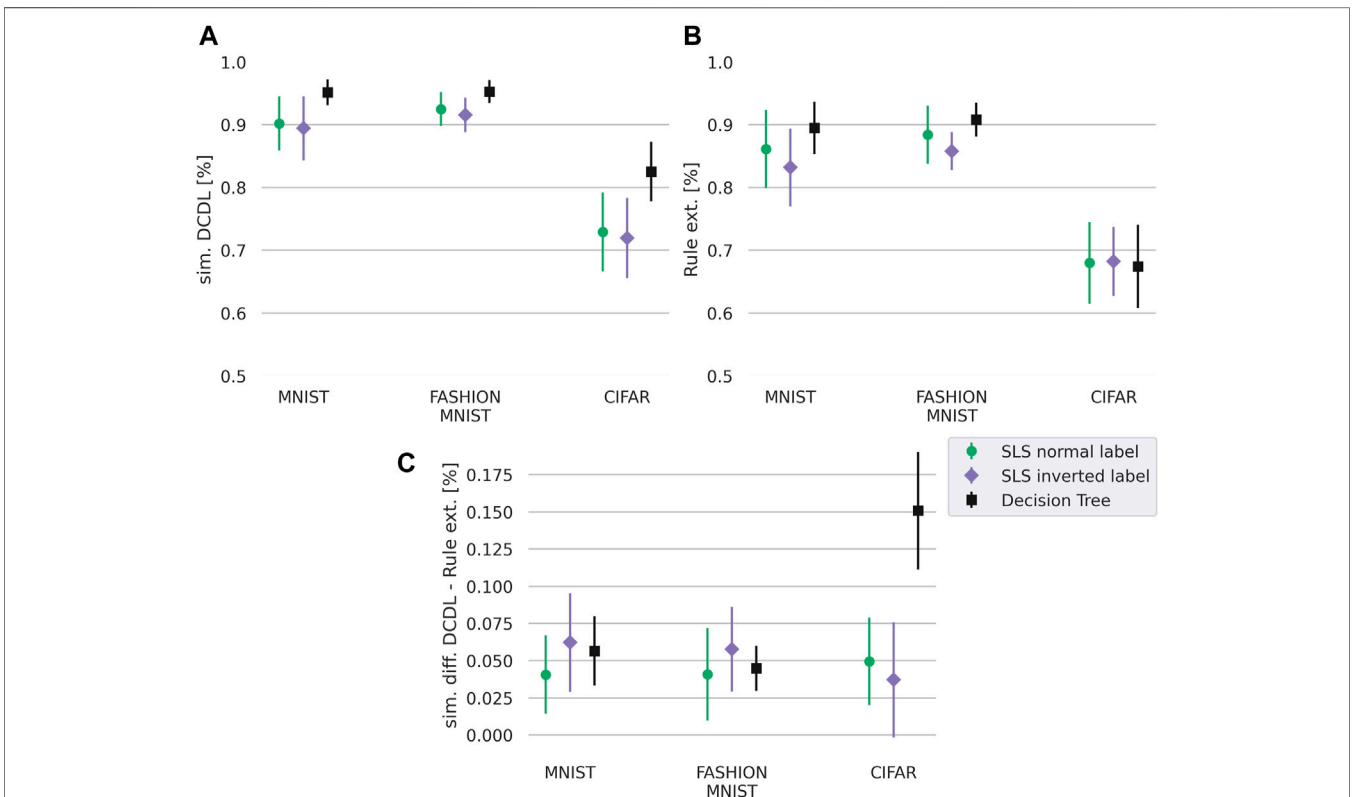 A
sim. DCDL [%]
1.0
0.9
0.8
0.7
0.6
0.5
MNIST
FASHION
MNIST
CIFAR
B
Rule ext. [%]
1.0
0.9
0.8
0.7
0.6
0.5
MNIST
FASHION
MNIST
CIFAR
C
sim. diff. DCDL - Rule ext. [%]
0.175
0.150
0.125
0.100
0.075
0.050
0.025
0.000
MNIST
FASHION
MNIST
CIFAR
SLS normal label
SLS inverted label
Decision Tree